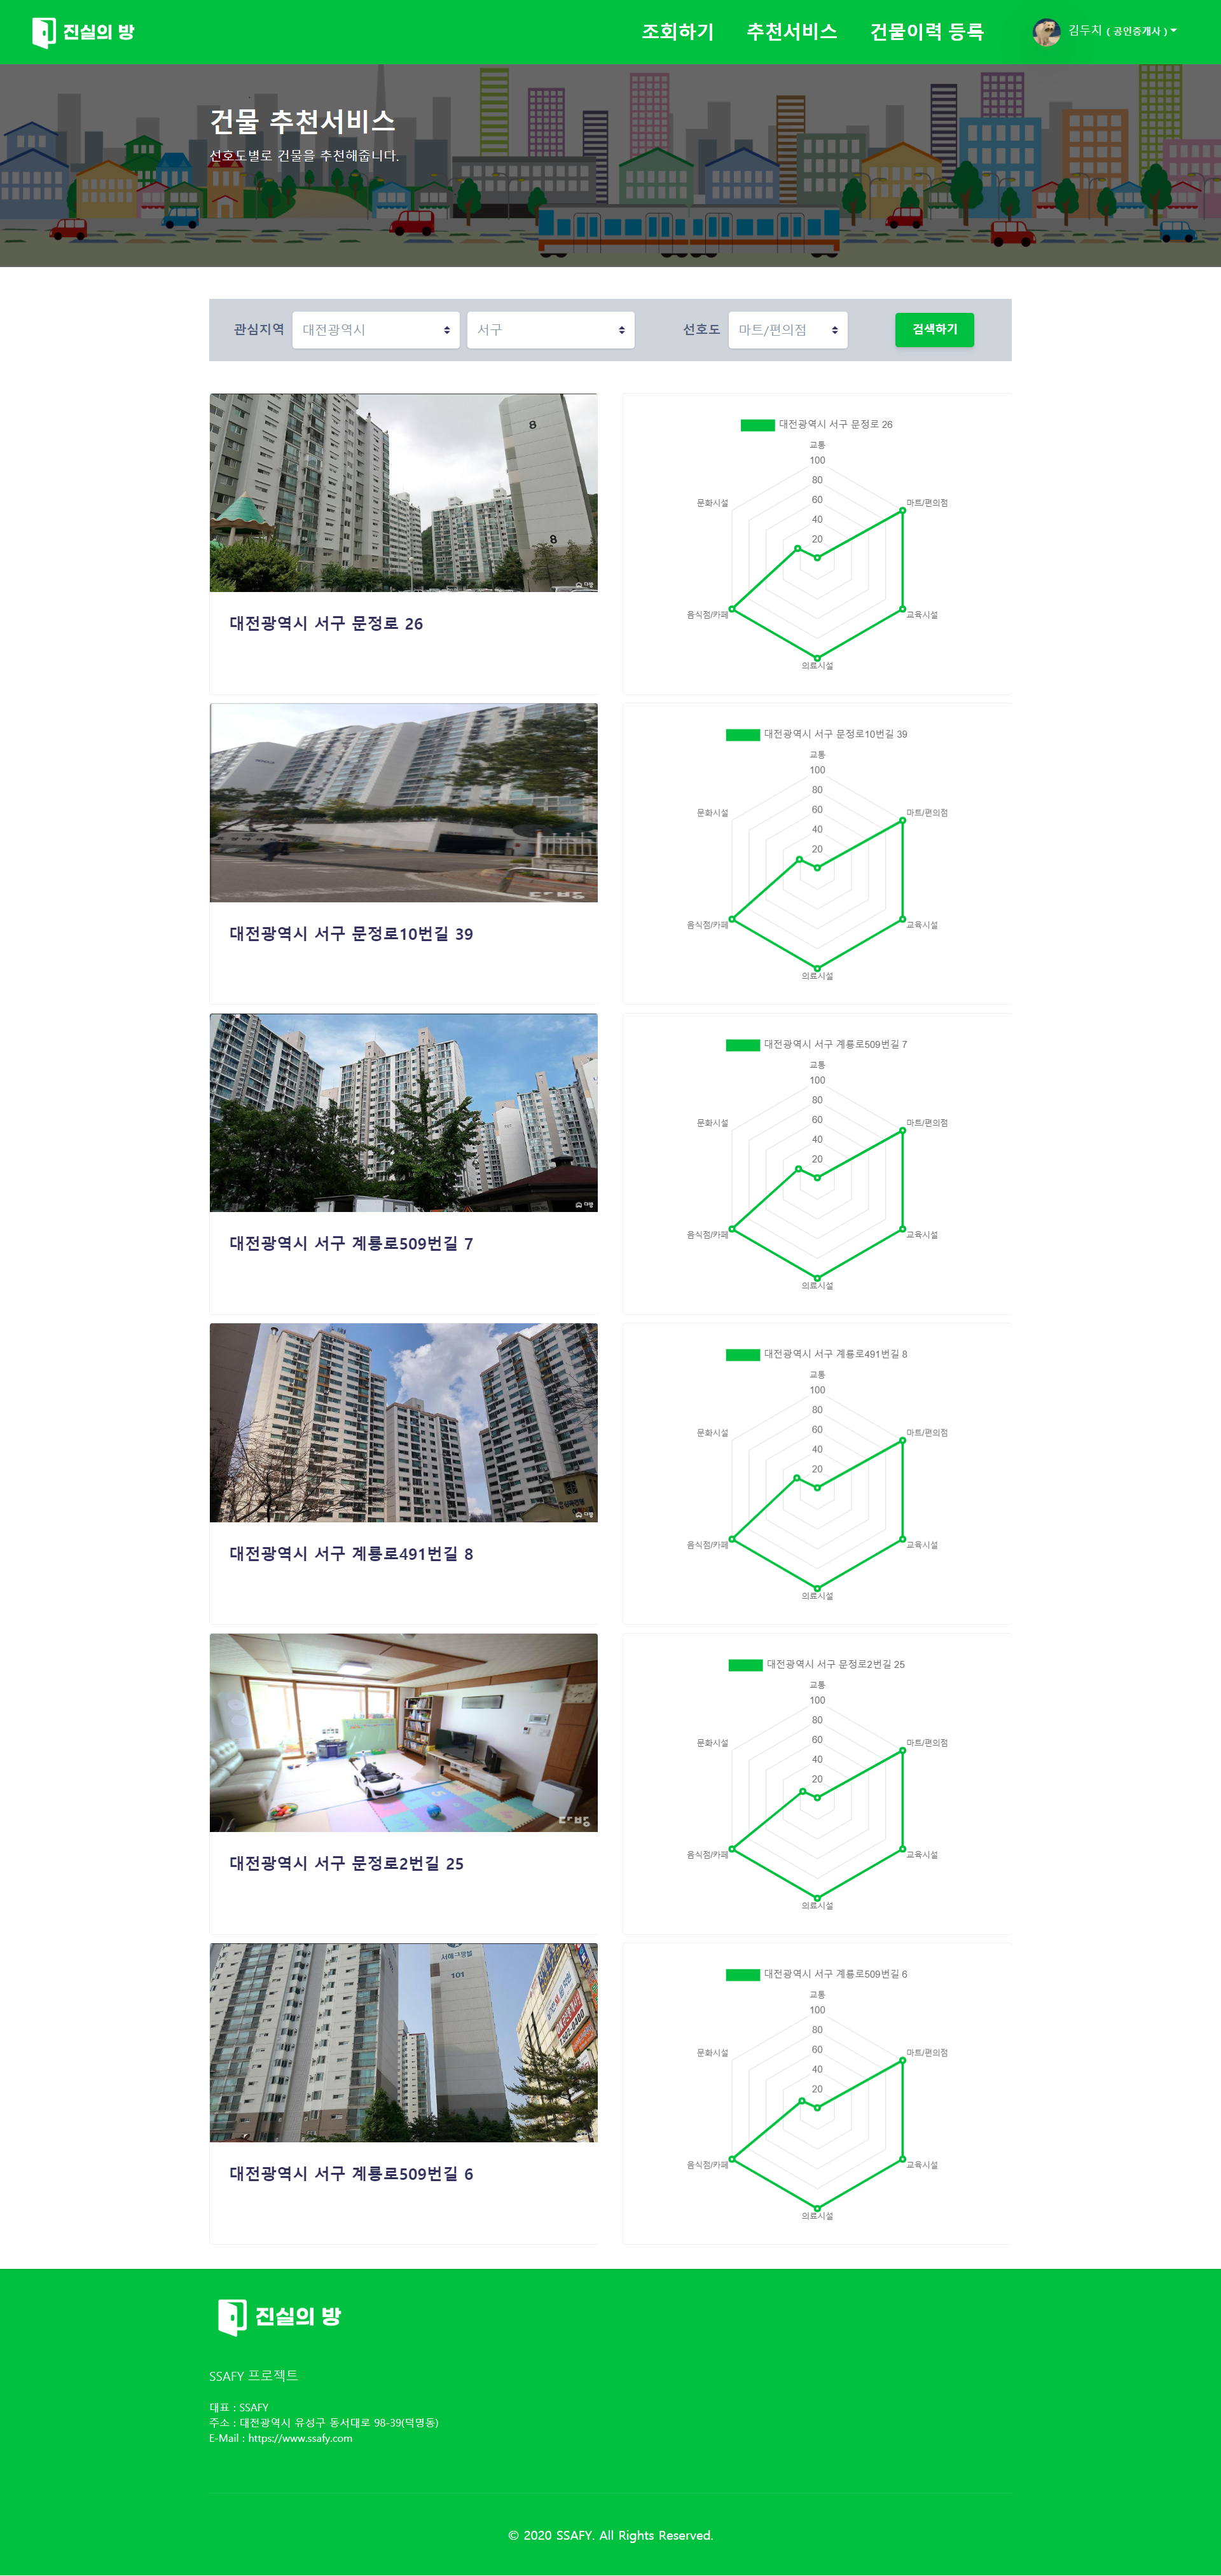 진실의 방
조회하기 추천서비스 건물이력 등록
김두치 ( 공인중개사 )
건물 추천서비스
선호도별로 건물을 추천해줍니다.
관심지역 대전광역시 서구 선호도 마트/편의점 검색하기
8
8
다방
대전광역시 서구 문정로 26
대전광역시 서구 문정로 26
교통
100
80
문화시설 60 마트/편의점
40
20
음식점/카페 교육시설
의료시설
다방
대전광역시 서구 문정로10번길 39
대전광역시 서구 문정로10번길 39
교통
100
80
문화시설 60 마트/편의점
40
20
음식점/카페 교육시설
의료시설
다방
대전광역시 서구 계룡로509번길 7
대전광역시 서구 계룡로509번길 7
교통
100
80
문화시설 60 마트/편의점
40
20
음식점/카페 교육시설
의료시설
다방
대전광역시 서구 계룡로491번길 8
대전광역시 서구 계룡로491번길 8
교통
100
80
문화시설 60 마트/편의점
40
20
음식점/카페 교육시설
의료시설
다방
대전광역시 서구 문정로2번길 25
대전광역시 서구 문정로2번길 25
교통
100
80
문화시설 60 마트/편의점
40
20
음식점/카페 교육시설
의료시설
101
대전광역시 서구 계룡로509번길 6
대전광역시 서구 계룡로509번길 6
교통
100
80
문화시설 60 마트/편의점
40
20
음식점/카페 교육시설
의료시설
진실의 방
SSAFY 프로젝트
대표 : SSAFY
주소 : 대전광역시 유성구 동서대로 98-39(덕명동)
E-Mail : https://www.ssafy.com
© 2020 SSAFY. All Rights Reserved.